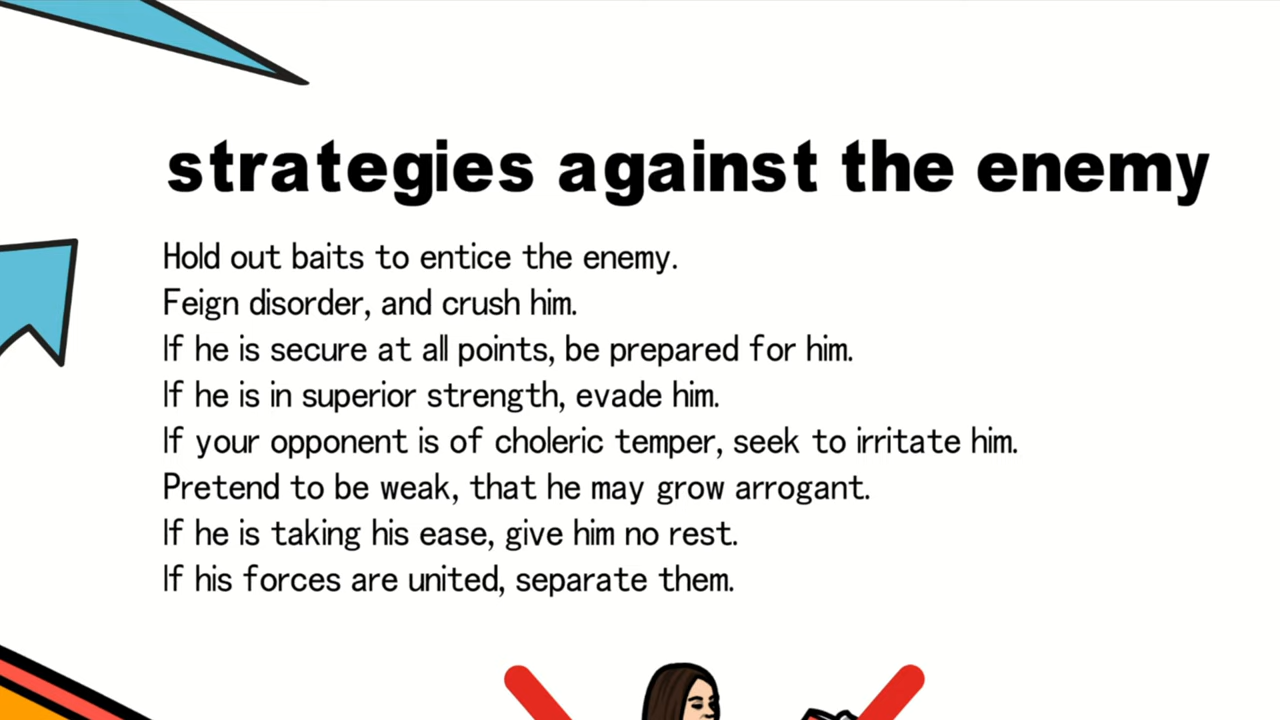 strategies against the enemy
Hold out baits to entice the enemy.
Feign disorder, and crush him.
If he is secure at all points, be prepared for him.
If he is in superior strength, evade him.
If your opponent is of choleric temper, seek to irritate him.
Pretend to be weak, that he may grow arrogant.
If he is taking his ease, give him no rest.
If his forces are united, separate them.